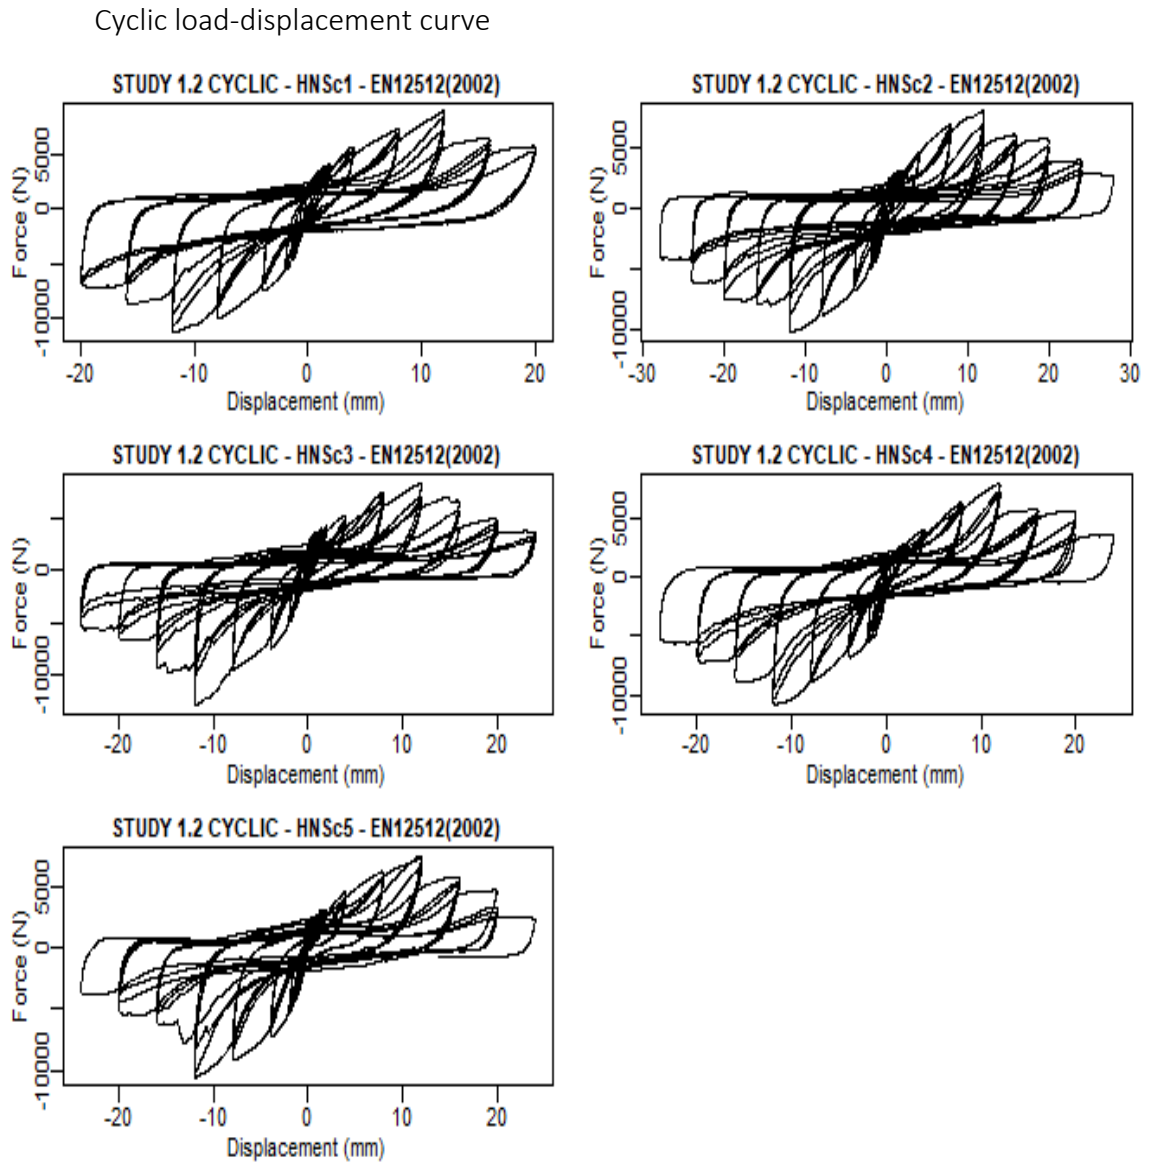 Cyclic load-displacement curve
STUDY 1.2 CYCLIC - HNSc1 - EN12512(2002)
Force (N)
5000
0
-10000
-20
-10
0
10
20
Displacement (mm)
STUDY 1.2 CYCLIC - HNSc2 - EN12512(2002)
Force (N)
5000
0
-10000
-30
-20
-10
0
10
20
30
Displacement (mm)
STUDY 1.2 CYCLIC - HNSc3 - EN12512(2002)
Force (N)
0
-10000
-20
-10
0
10
20
Displacement (mm)
STUDY 1.2 CYCLIC - HNSc4 - EN12512(2002)
Force (N)
5000
0
-10000
-20
-10
0
10
20
Displacement (mm)
STUDY 1.2 CYCLIC - HNSc5 - EN12512(2002)
Force (N)
5000
0
-10000
-20
-10
0
10
20
Displacement (mm)